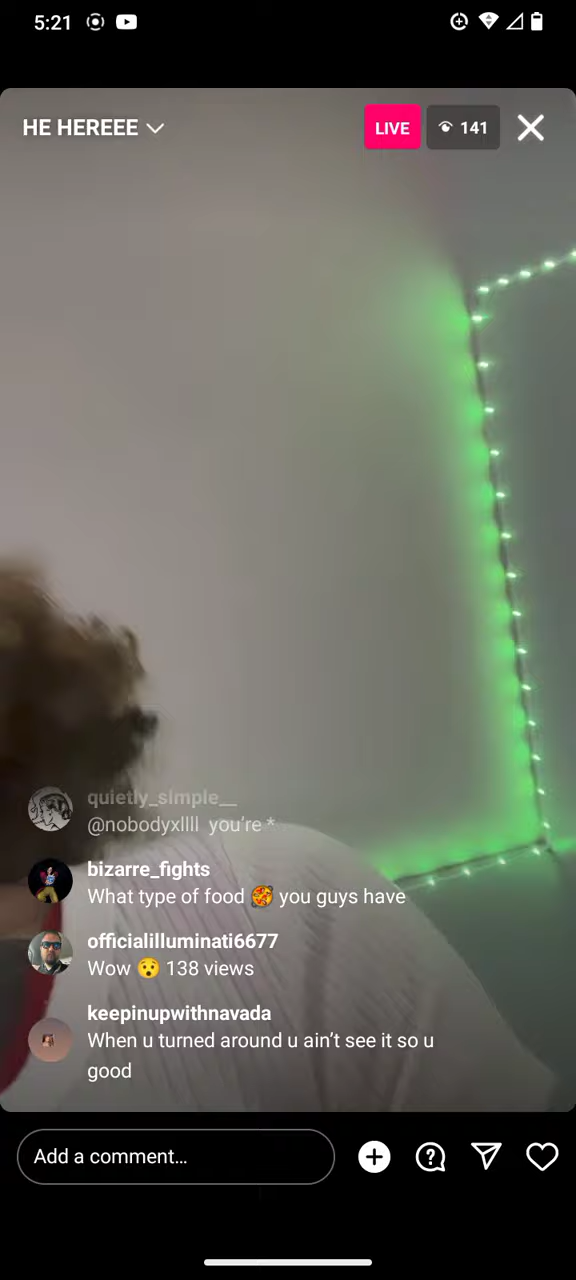 5:21
HE HEREEE
LIVE
141
quietly_simple__
@nobodyxllll you're *
bizarre_fights
What type of food 🥘 you guys have
officialilluminati6677
Wow 😯 138 views
keepinupwithnavada
When u turned around u ain't see it so u
good
Add a comment...